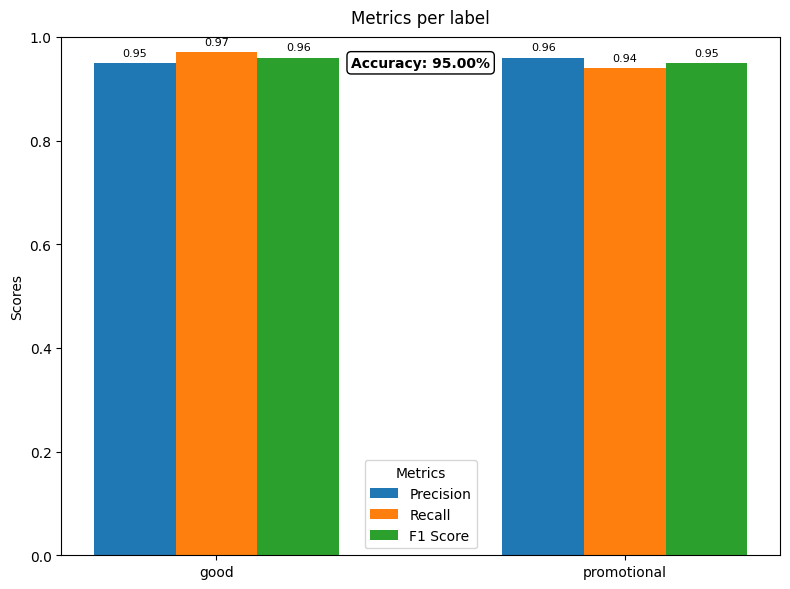 Metrics per label
1.0
0.8
0.6
0.4
0.2
0.0
Scores
0.95
0.97
0.96
Accuracy: 95.00%
0.96
0.94
0.95
Metrics
Precision
Recall
F1 Score
good
promotional